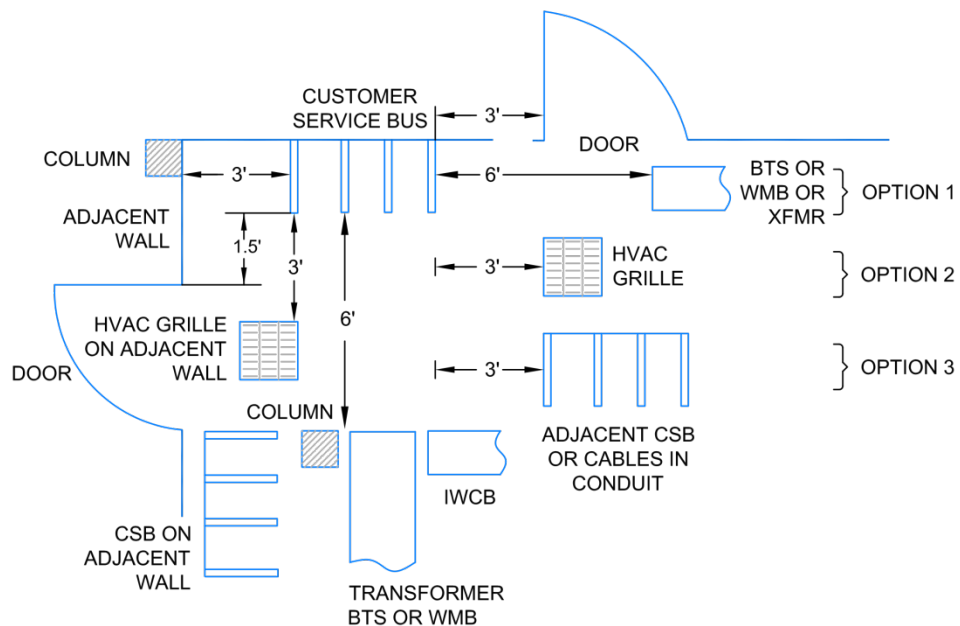 CUSTOMER
SERVICE BUS
3'
COLUMN
DOOR
3'
6'
BTS OR
WMB OR
XFMR
OPTION 1
ADJACENT
WALL
1.5'
3'
3'
HVAC
GRILLE
OPTION 2
6'
HVAC GRILLE
ON ADJACENT
WALL
DOOR
3'
OPTION 3
COLUMN
ADJACENT CSB
OR CABLES IN
CONDUIT
IWCB
CSB ON
ADJACENT
WALL
TRANSFORMER
BTS OR WMB